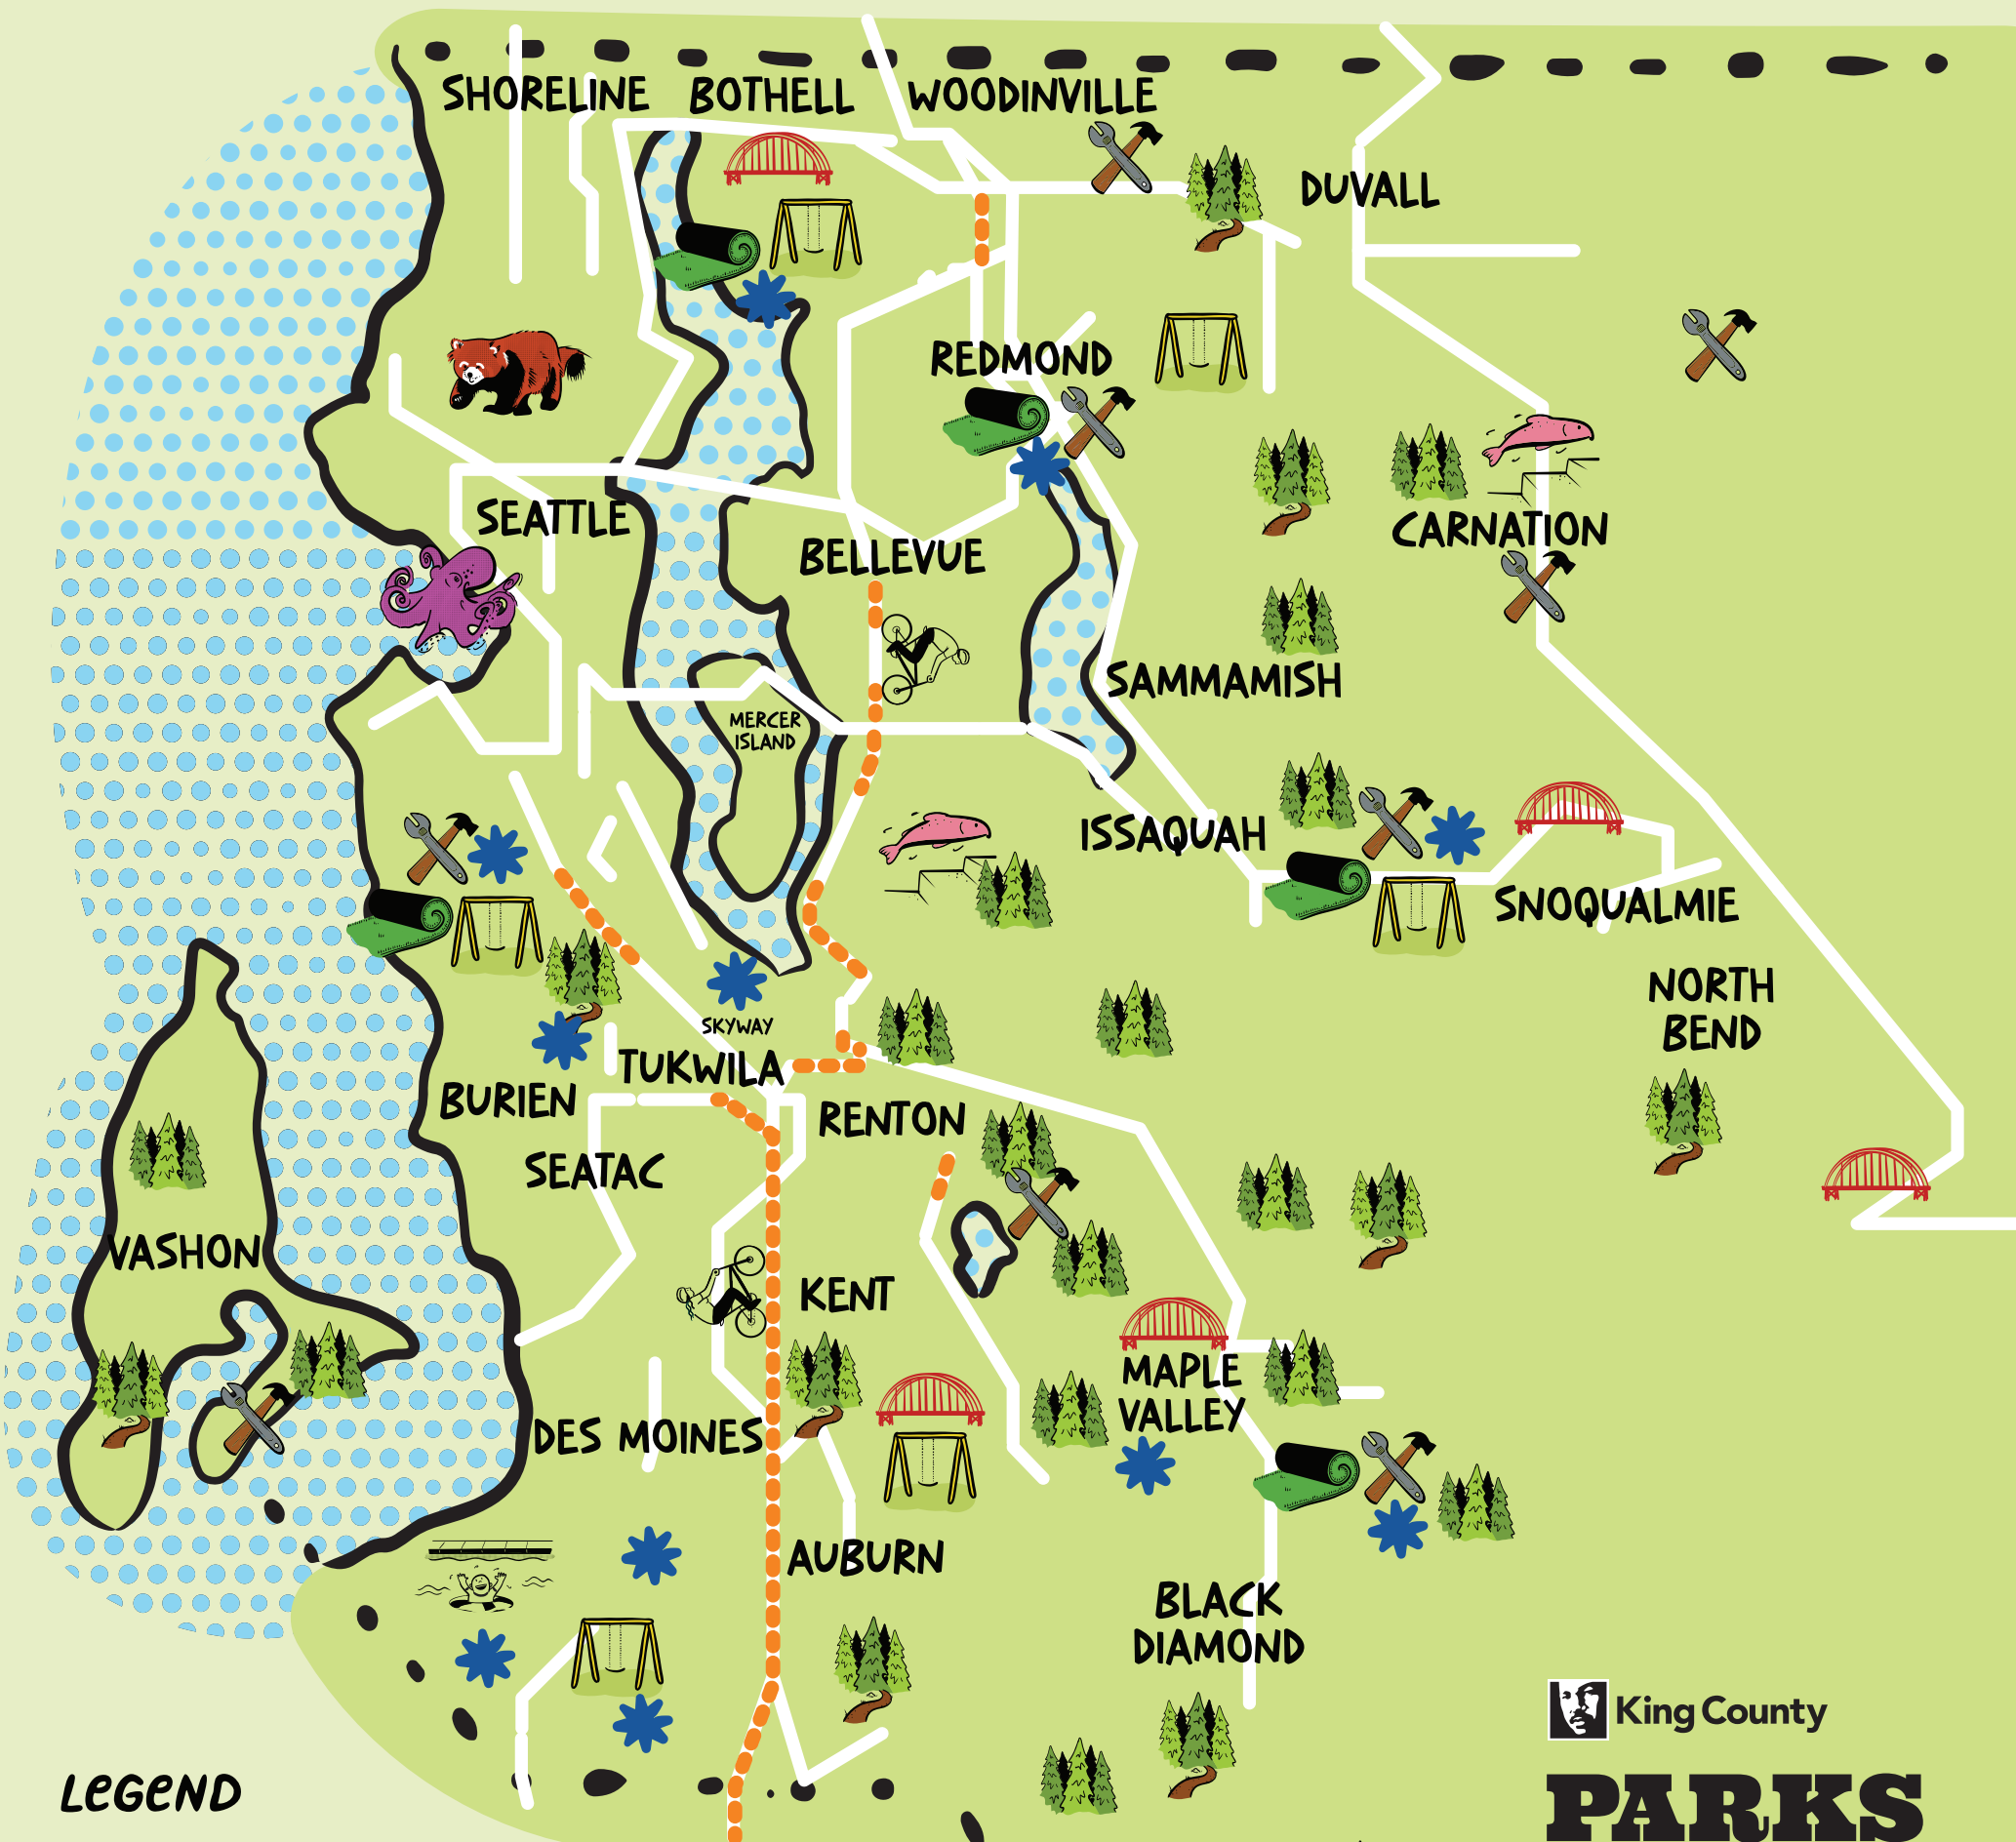 SHORELINE
BOTHELL
WOODINVILLE
DUVALL
REDMOND
SEATTLE
CARNATION
BELLEVUE
SAMMAMISH
MERCER
ISLAND
ISSAQUAH
SNOQUALMIE
NORTH
BEND
SKYWAY
TUKWILA
BURIEN
RENTON
SEATAC
VASHON
KENT
MAPLE
VALLEY
DES MOINES
AUBURN
BLACK
DIAMOND
King County
PARKS
LEGEND